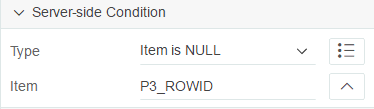 Server-side Condition
Type Item is NULL
Item P3_ROWID